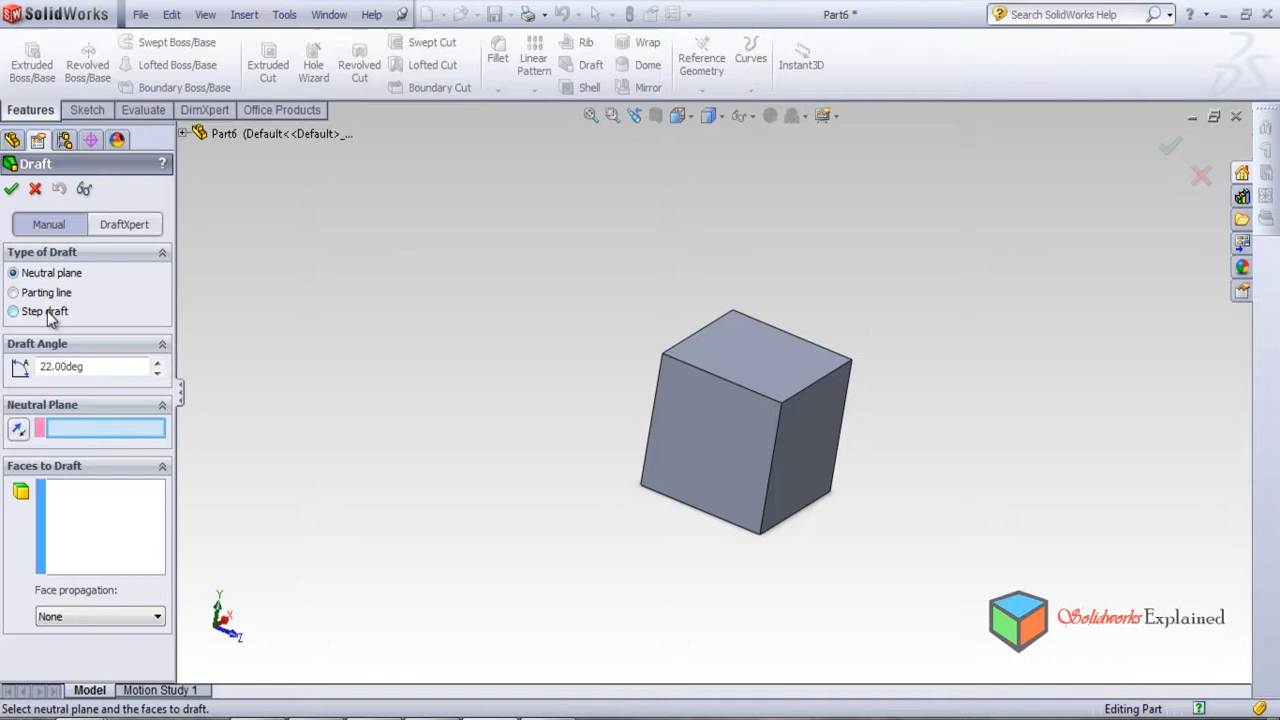 SolidWorks File Edit View Insert Tools Window Help Part6 * Search SolidWorks Help
Extruded Boss/Base
Revolved Boss/Base
Swept Boss/Base
Lofted Boss/Base
Boundary Boss/Base
Extruded Cut
Hole Wizard
Revolved Cut
Swept Cut
Lofted Cut
Boundary Cut
Fillet
Linear Pattern
Rib
Draft
Shell
Wrap
Dome
Mirror
Reference Geometry
Curves
Instant3D
Features Sketch Evaluate DimXpert Office Products
Part6 (Default<<Default>_...
Draft ?
Manual DraftXpert
Type of Draft
Neutral plane
Parting line
Step draft
Draft Angle
22.00deg
Neutral Plane
Faces to Draft
Face propagation:
None
Y
X
Z
Solidworks Explained
Model Motion Study 1
Select neutral plane and the faces to draft. Editing Part